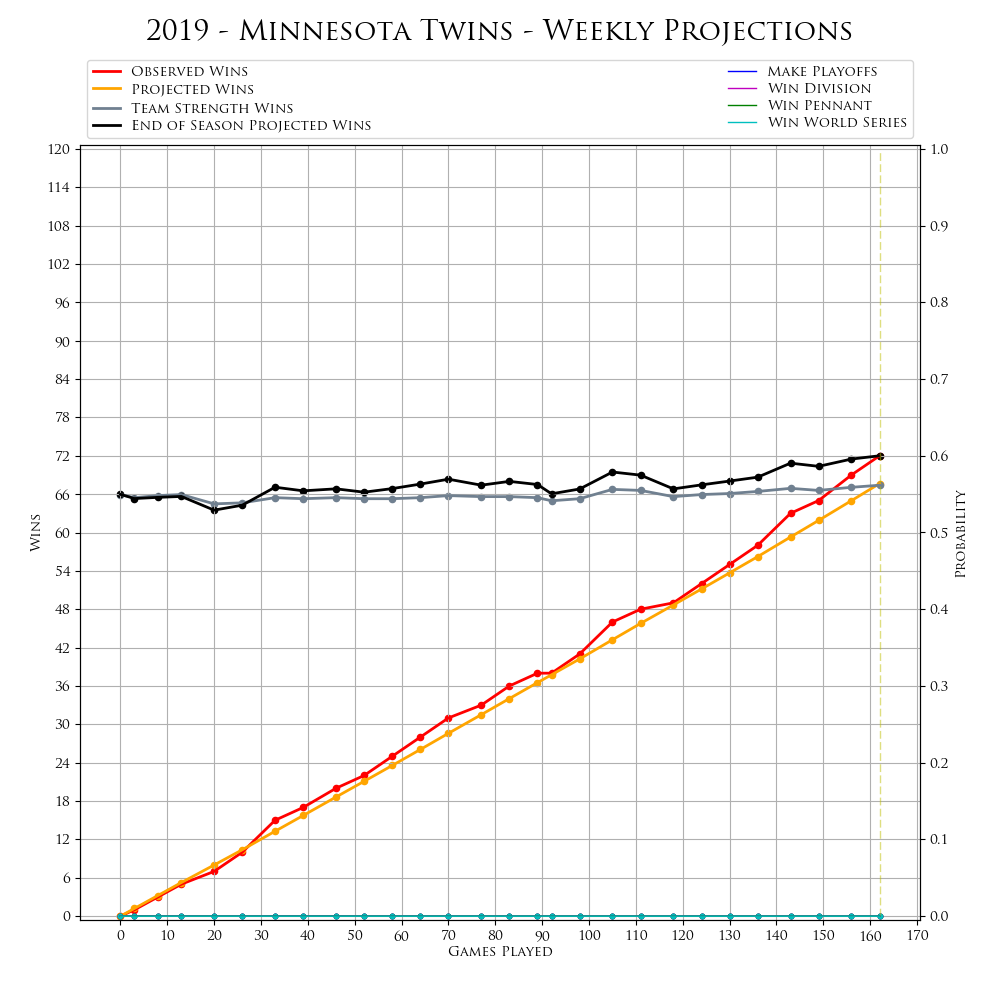 2019 - Minnesota Twins - Weekly Projections
Observed Wins
Projected Wins
Team Strength Wins
End of Season Projected Wins
Make Playoffs
Win Division
Win Pennant
Win World Series
120
114
108
102
96
90
84
78
72
66
60
54
48
42
36
30
24
18
12
6
0
Wins
1.0
0.9
0.8
0.7
0.6
0.5
0.4
0.3
0.2
0.1
0.0
Probability
0 10 20 30 40 50 60 70 80 90 100 110 120 130 140 150 160 170
Games Played